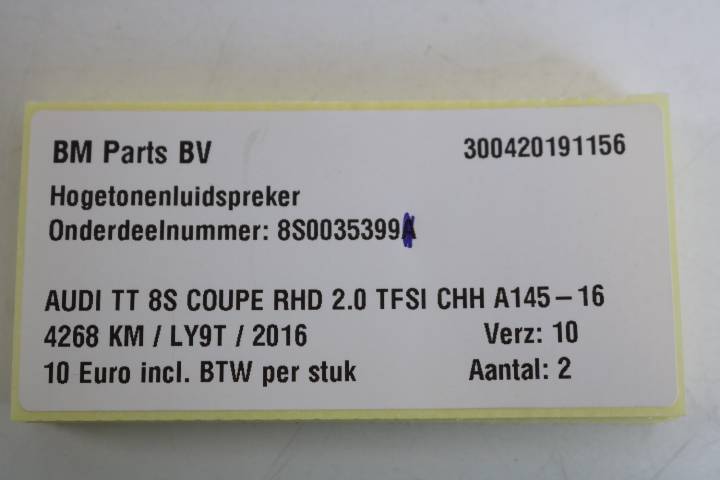 BM Parts BV 300420191156
Hogetonenluidspreker
Onderdeelnummer: 8S0035399A
AUDI TT 8S COUPE RHD 2.0 TFSI CHH A145-16
4268 KM / LY9T / 2016 Verz: 10
10 Euro incl. BTW per stuk Aantal: 2